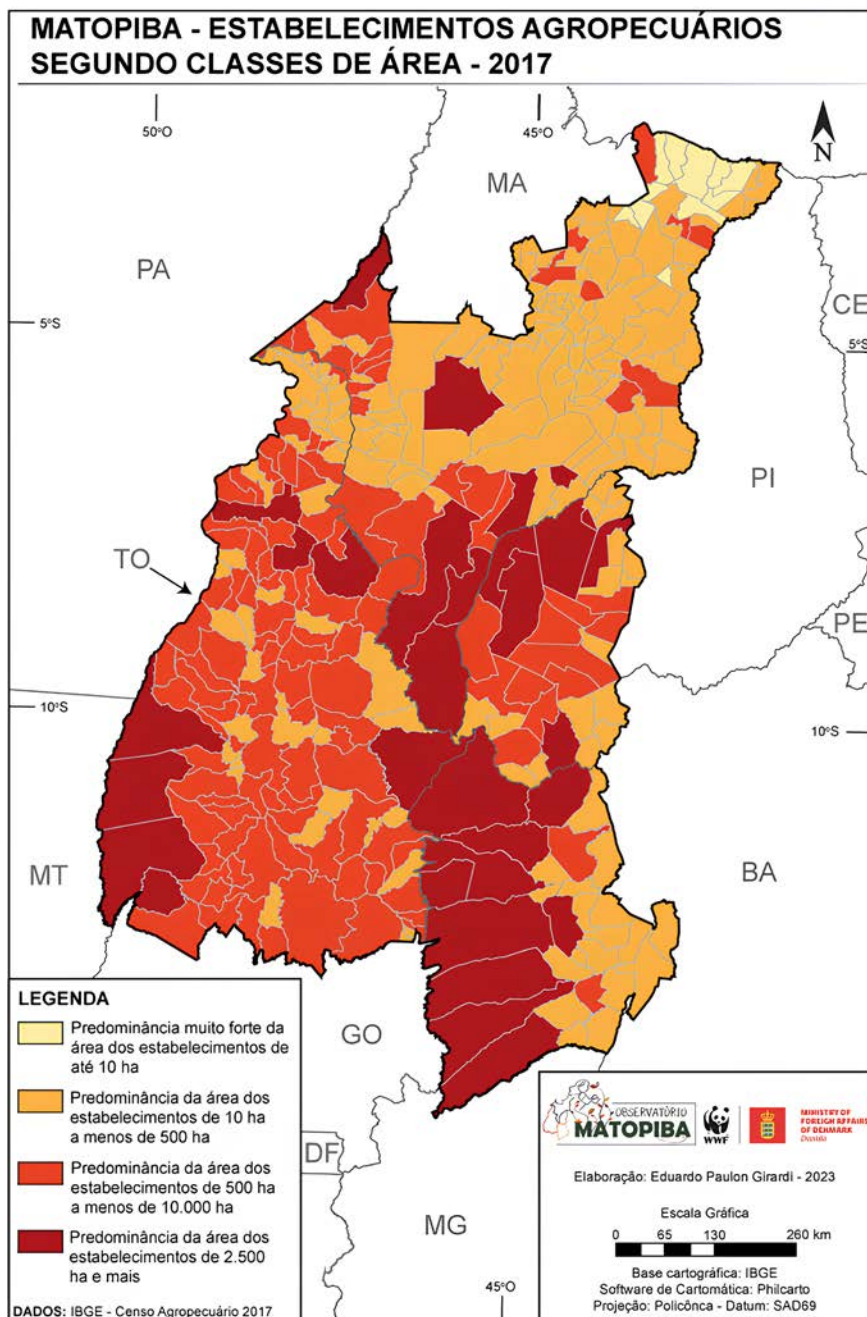 MATOPIBA - ESTABELECIMENTOS AGROPECUÁRIOS
SEGUNDO CLASSES DE ÁREA - 2017
50°O
45°O
N
MA
PA
CE
5°S
5°S
PI
TO
PE
10°S
10°S
MT
BA
GO
DF
MG
45°O
LEGENDA
Predominância muito forte da
área dos estabelecimentos de
até 10 ha
Predominância da área dos
estabelecimentos de 10 ha
a menos de 500 ha
Predominância da área dos
estabelecimentos de 500 ha
a menos de 10.000 ha
Predominância da área dos
estabelecimentos de 2.500
ha e mais
DADOS: IBGE - Censo Agropecuário 2017
OBSERVATÓRIO
MATOPIBA
WWF
MINISTRY OF
FOREIGN AFFAIRS
OF DENMARK
Danida
Elaboração: Eduardo Paulon Girardi - 2023
Escala Gráfica
0 65 130 260 km
Base cartográfica: IBGE
Software de Cartomática: Philcarto
Projeção: Policônca - Datum: SAD69